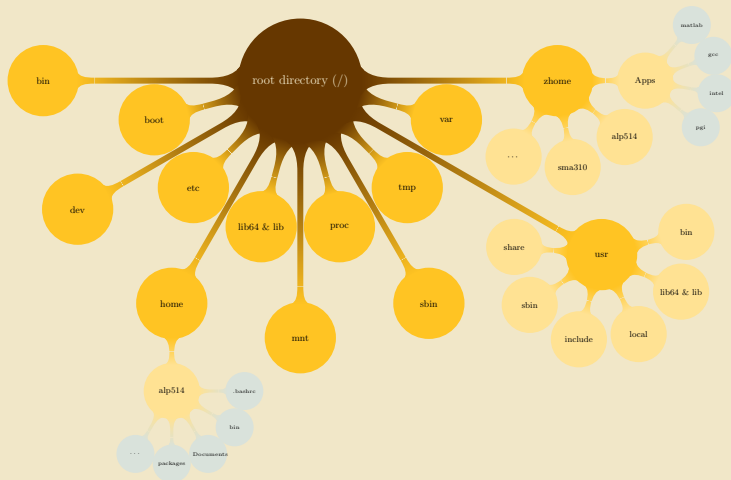 matlab
gcc
root directory (/)
bin
zhome
Apps
intel
boot
var
pgi
alp514
. . .
sma310
etc
tmp
dev
lib64 & lib
proc
bin
share
usr
home
sbin
sbin
lib64 & lib
mnt
include
local
alp514
.bashrc
bin
. . .
packages
Documents